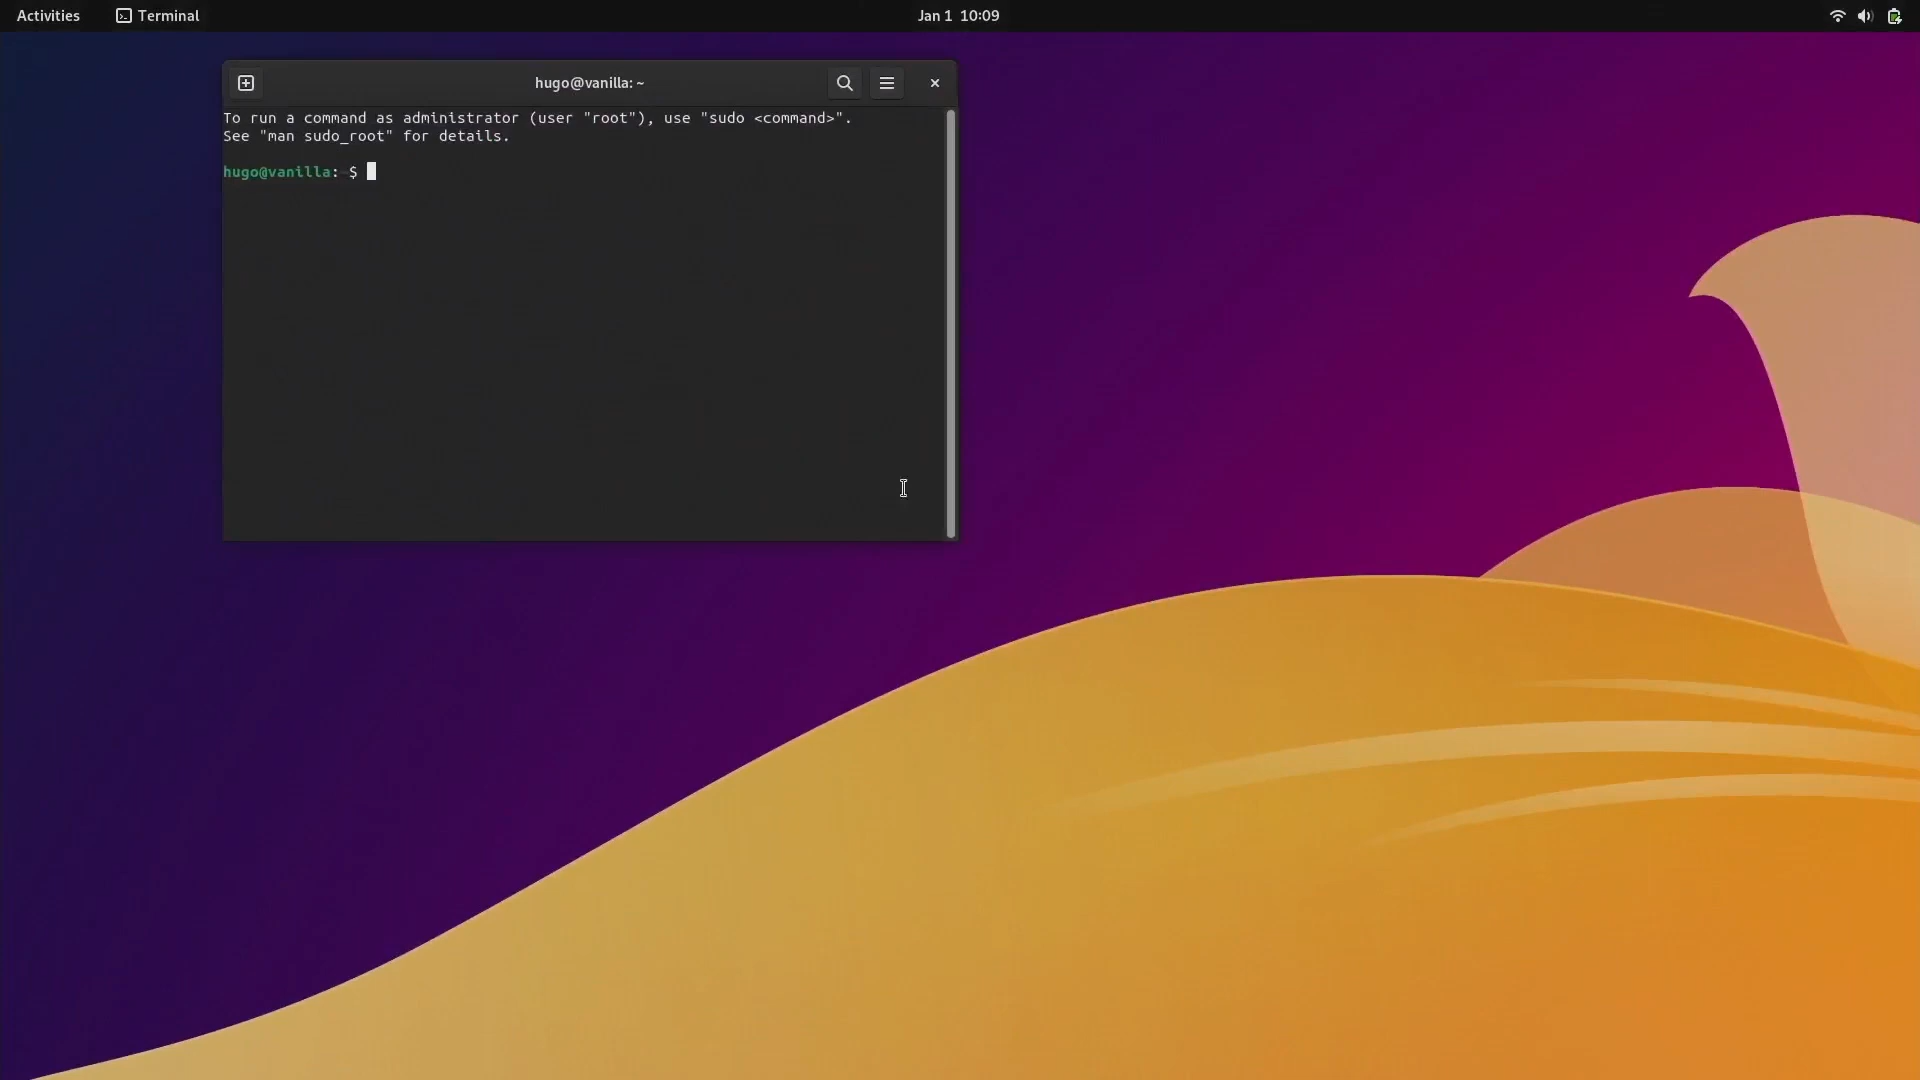 Activities
Terminal
Jan 1 10:09
hugo@vanilla: ~
To run a command as administrator (user "root"), use "sudo <command>".
See "man sudo_root" for details.
hugo@vanilla:~$